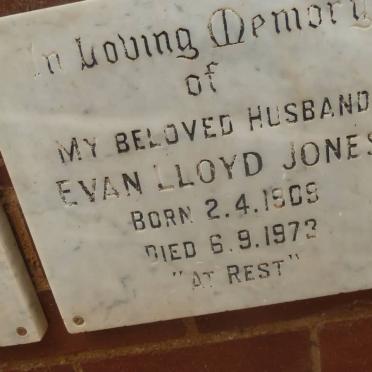 In Loving Memory
of
MY BELOVED HUSBAND
EVAN LLOYD JONES
BORN 2.4.1909
DIED 6.9.1973
"AT REST"